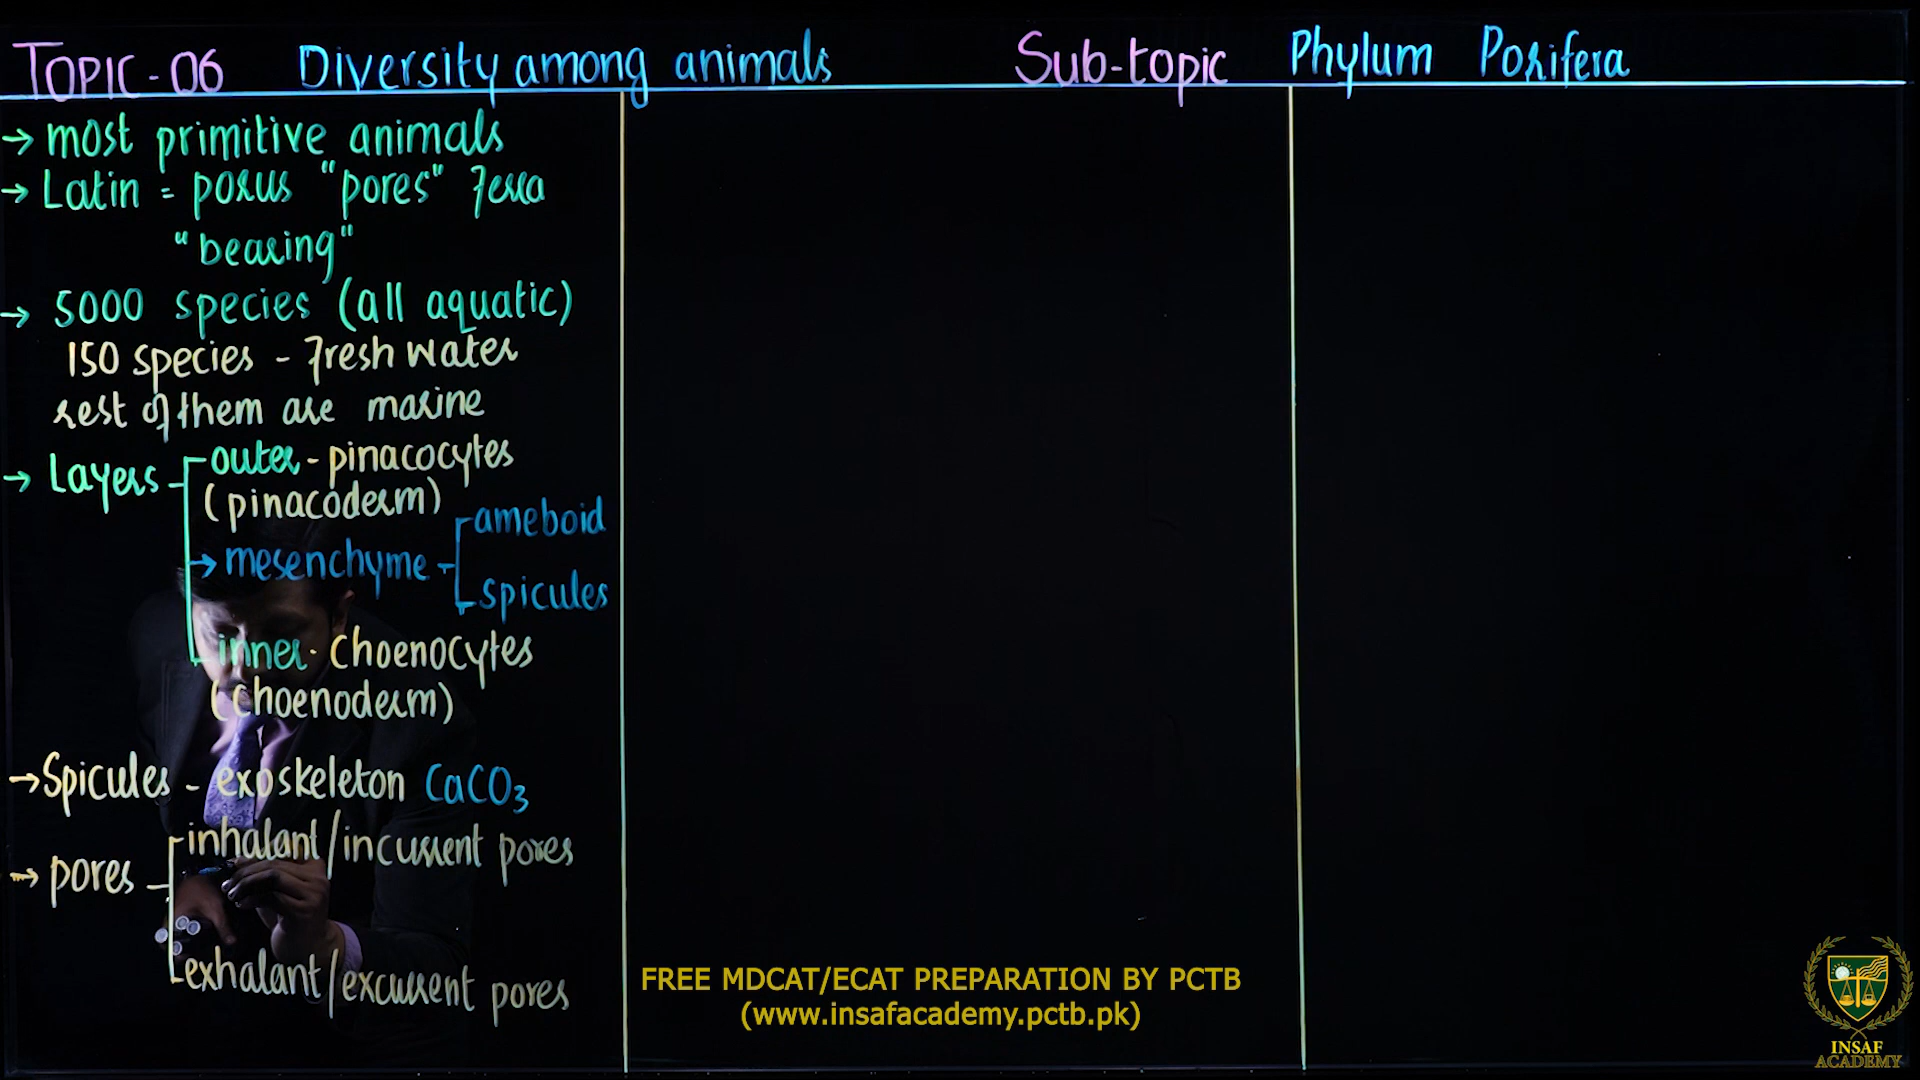 TOPIC-06 Diversity among animals Sub-topic Phylum Porifera
→ most primitive animals
→ Latin = porus "pores" Ferra
"bearing"
→ 5000 species (all aquatic)
150 species - Fresh water
rest of them are marine
→ Layers - outer - pinacocytes
(pinacoderm)
→ mesenchyme - ameboid
spicules
inner - Choenocytes
(Choenoderm)
→ Spicules - exoskeleton CaCO₃
→ pores - inhalant/incurrent pores
exhalant/excurrent pores
FREE MDCAT/ECAT PREPARATION BY PCTB
(www.insafacademy.pctb.pk)
INSAF
ACADEMY